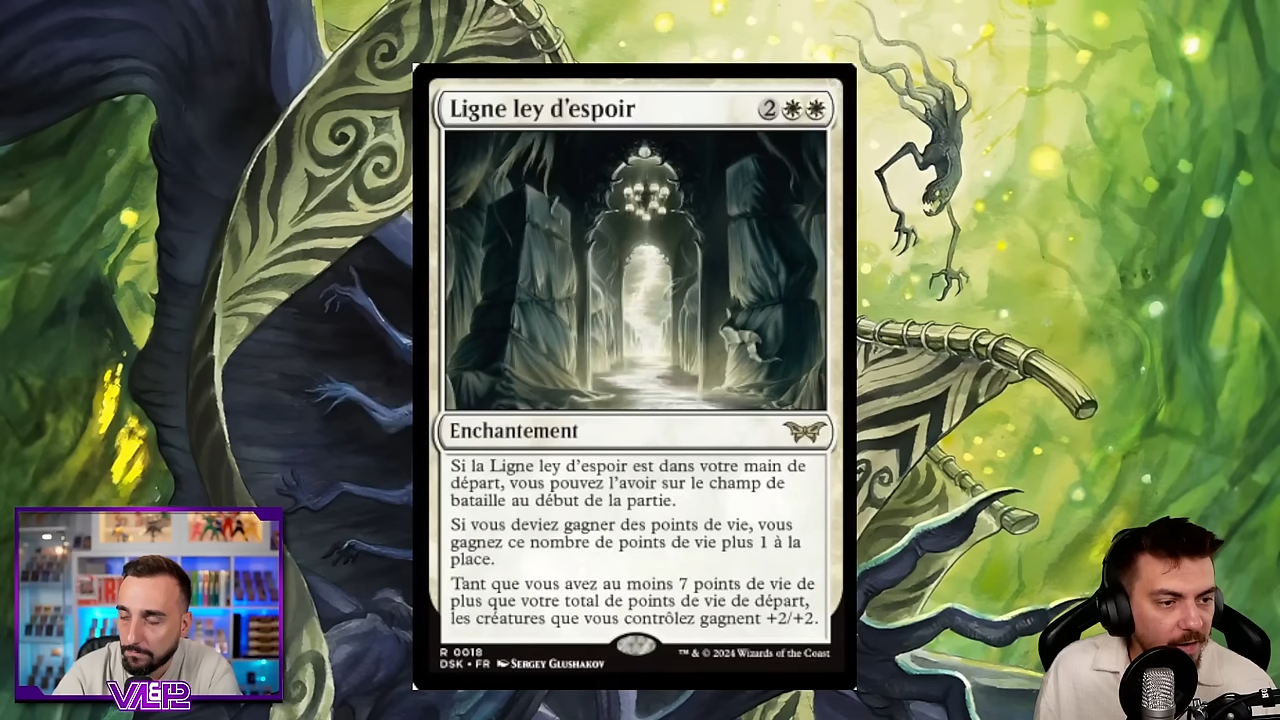 Ligne ley d'espoir 2
Enchantement
Si la Ligne ley d'espoir est dans votre main de
départ, vous pouvez l'avoir sur le champ de
bataille au début de la partie.
Si vous deviez gagner des points de vie, vous
gagnez ce nombre de points de vie plus 1 à la
place.
Tant que vous avez au moins 7 points de vie de
plus que votre total de points de vie de départ,
les créatures que vous contrôlez gagnent +2/+2.
R 0018
DSK • FR Sergey Glushakov
™ & © 2024 Wizards of the Coast